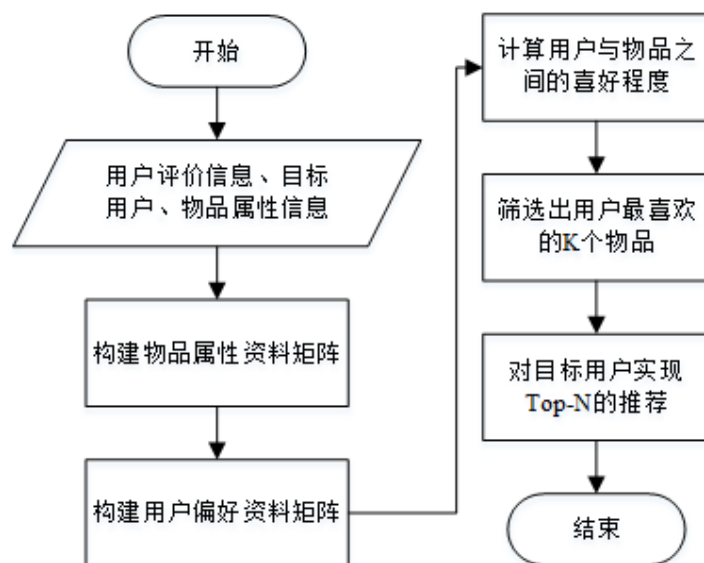 开始
用户评价信息、目标
用户、物品属性信息
构建物品属性资料矩阵
构建用户偏好资料矩阵
计算用户与物品之
间的喜好程度
筛选出用户最喜欢
的K个物品
对目标用户实现
Top-N的推荐
结束